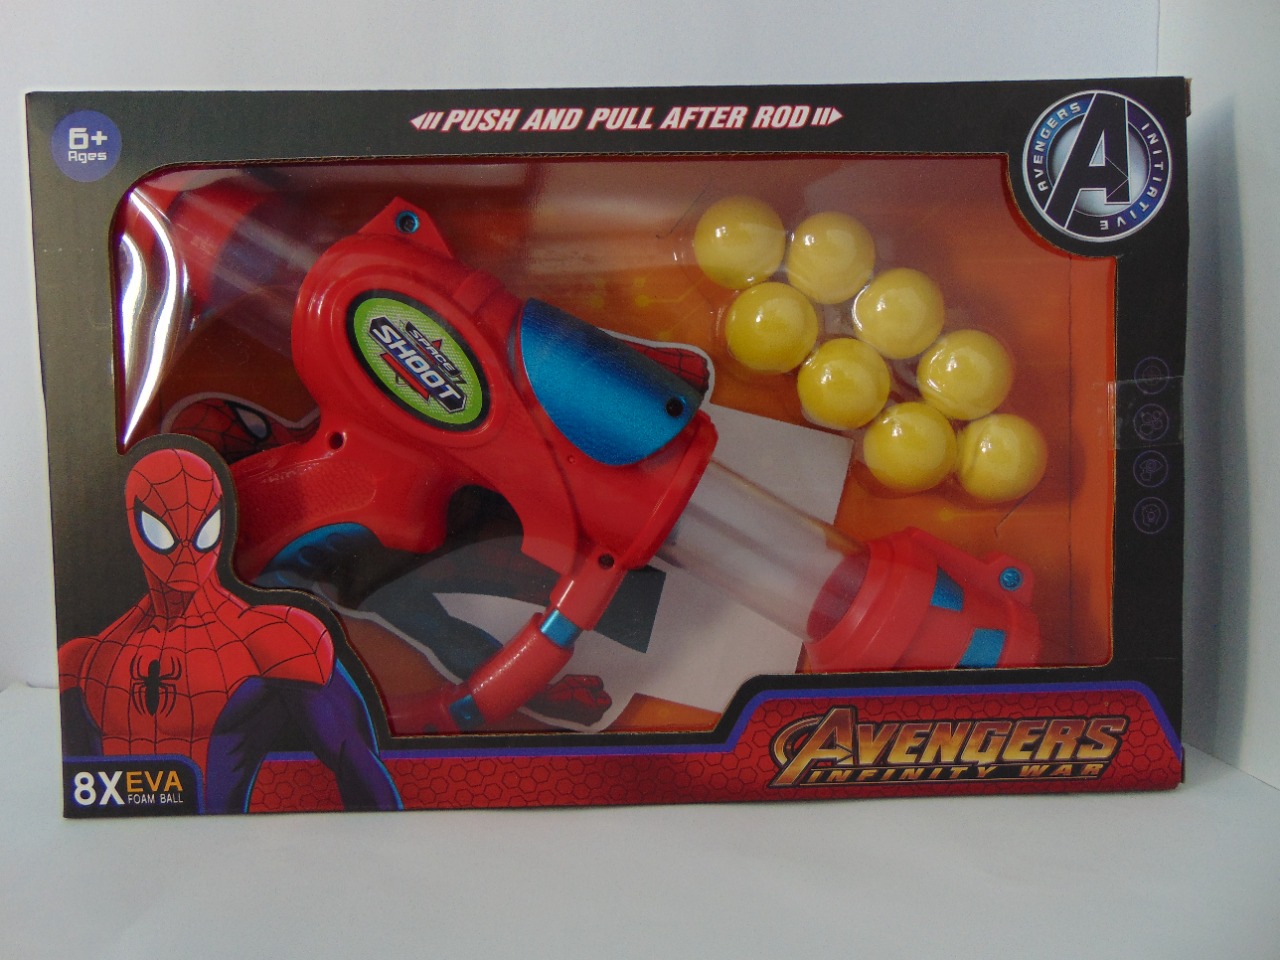 6+
Ages
PUSH AND PULL AFTER ROD
AVENGERS INITIATIVE
A
SPACE
SHOOT
8X EVA
FOAM BALL
AVENGERS
INFINITY WAR